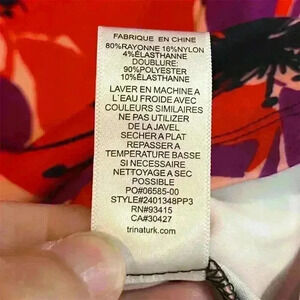 FABRIQUE EN CHINE
80%RAYONNE 16%NYLON
4%ELASTHANNE
DOUBLURE:
90%POLYESTER
10%ELASTHANNE
LAVER EN MACHINE A
L'EAU FROIDE AVEC
COULEURS SIMILAIRES
NE PAS UTILIZER
DE LA JAVEL
SECHER A PLAT
REPASSER A
TEMPERATURE BASSE
SI NECESSAIRE
NETTOYAGE A SEC
POSSIBLE
PO#06585-00
STYLE#2401348PP3
RN#93415
CA#30427
trinaturk.com